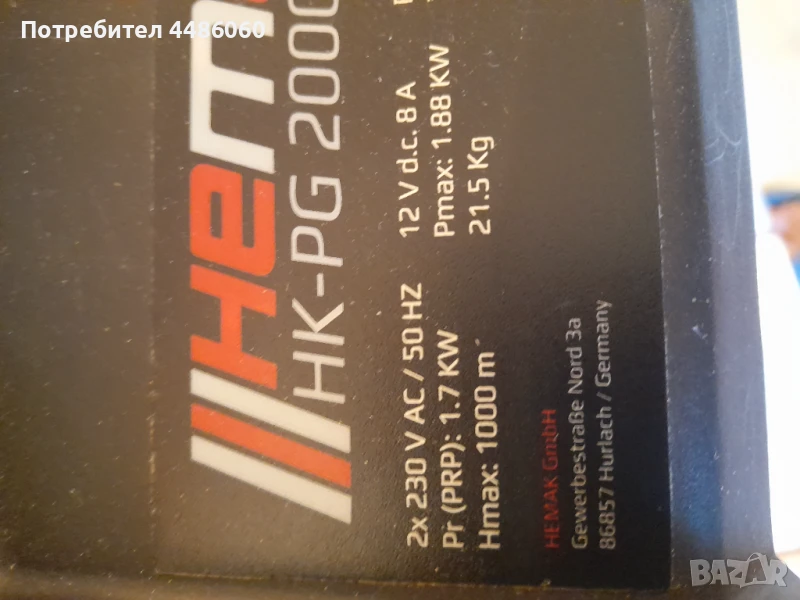 Потребител 4486060
HK-PG 2000
2x 230 V AC / 50 HZ 12 V d.c. 8 A
Pr (PRP): 1.7 KW Pmax: 1.88 KW
Hmax: 1000 m 21.5 Kg
HEMAK GmbH
Gewerbestraße Nord 3a
86857 Hurlach / Germany
BAZAR